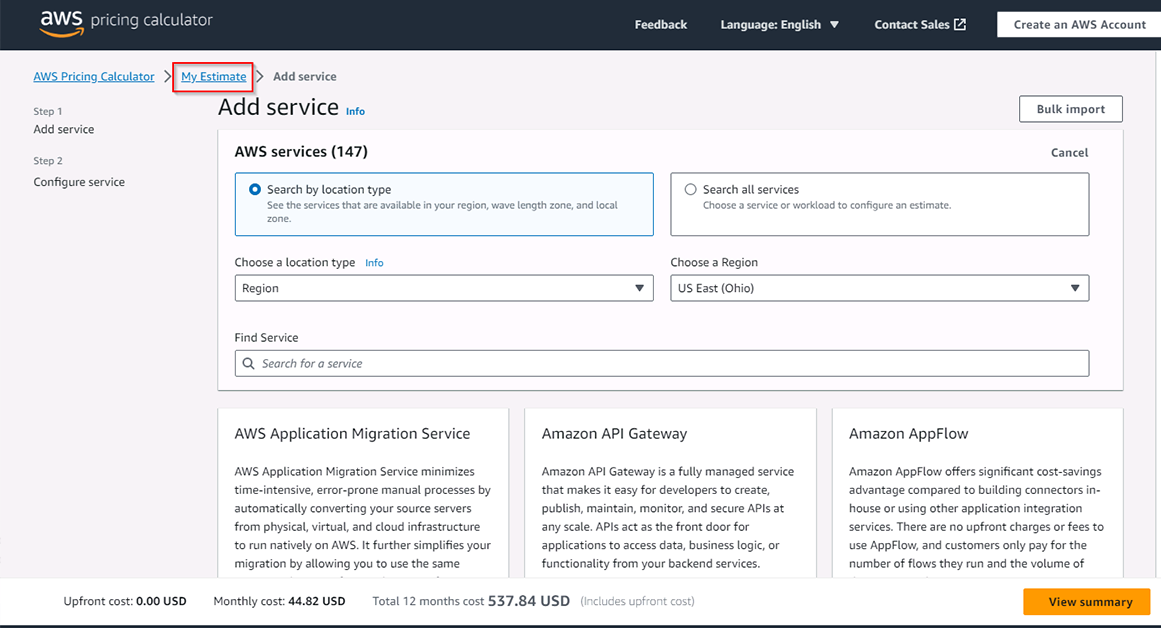 aws pricing calculator
Feedback
Language: English
Contact Sales
Create an AWS Account
AWS Pricing Calculator
My Estimate
Add service
Step 1
Add service
Step 2
Configure service
Add service Info
Bulk import
AWS services (147)
Cancel
Search by location type
See the services that are available in your region, wave length zone, and local
zone.
Search all services
Choose a service or workload to configure an estimate.
Choose a location type Info
Region
Choose a Region
US East (Ohio)
Find Service
Search for a service
AWS Application Migration Service
AWS Application Migration Service minimizes
time-intensive, error-prone manual processes by
automatically converting your source servers
from physical, virtual, and cloud infrastructure
to run natively on AWS. It further simplifies your
migration by allowing you to use the same
Amazon API Gateway
Amazon API Gateway is a fully managed service
that makes it easy for developers to create,
publish, maintain, monitor, and secure APIs at
any scale. APIs act as the front door for
applications to access data, business logic, or
functionality from your backend services.
Amazon AppFlow
Amazon AppFlow offers significant cost-savings
advantage compared to building connectors in-
house or using other application integration
services. There are no upfront charges or fees to
use AppFlow, and customers only pay for the
number of flows they run and the volume of
Upfront cost: 0.00 USD
Monthly cost: 44.82 USD
Total 12 months cost 537.84 USD (Includes upfront cost)
View summary